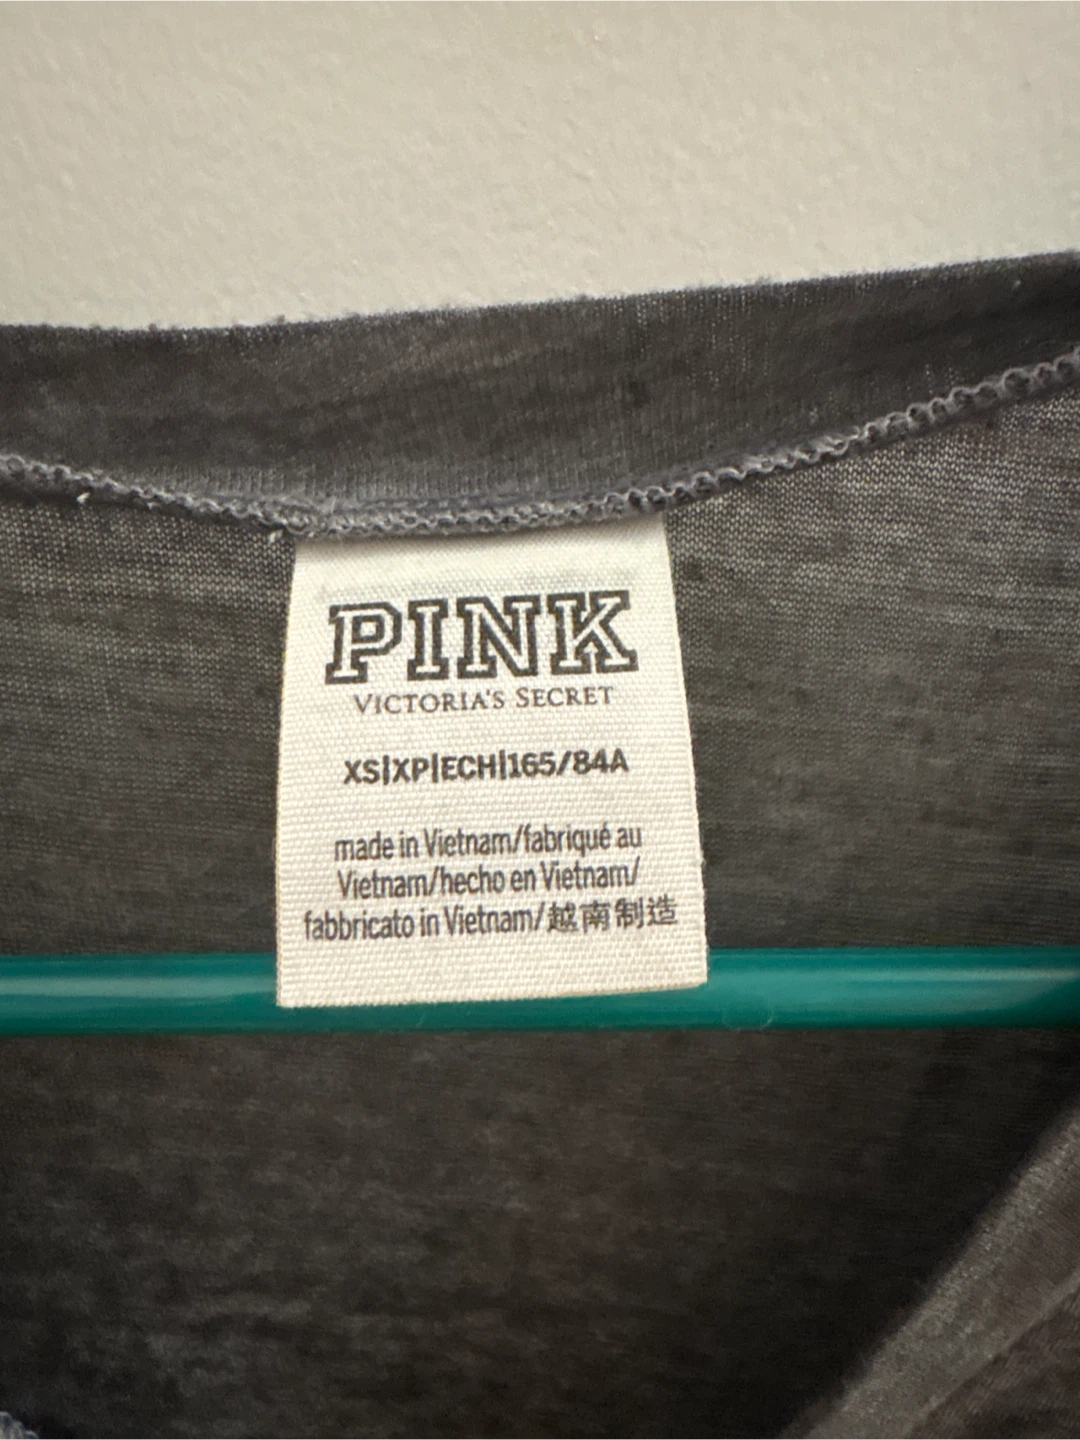 PINK
VICTORIA'S SECRET
XS|XP|ECH|165/84A
made in Vietnam/fabriqué au
Vietnam/hecho en Vietnam/
fabbricato in Vietnam/越南制造